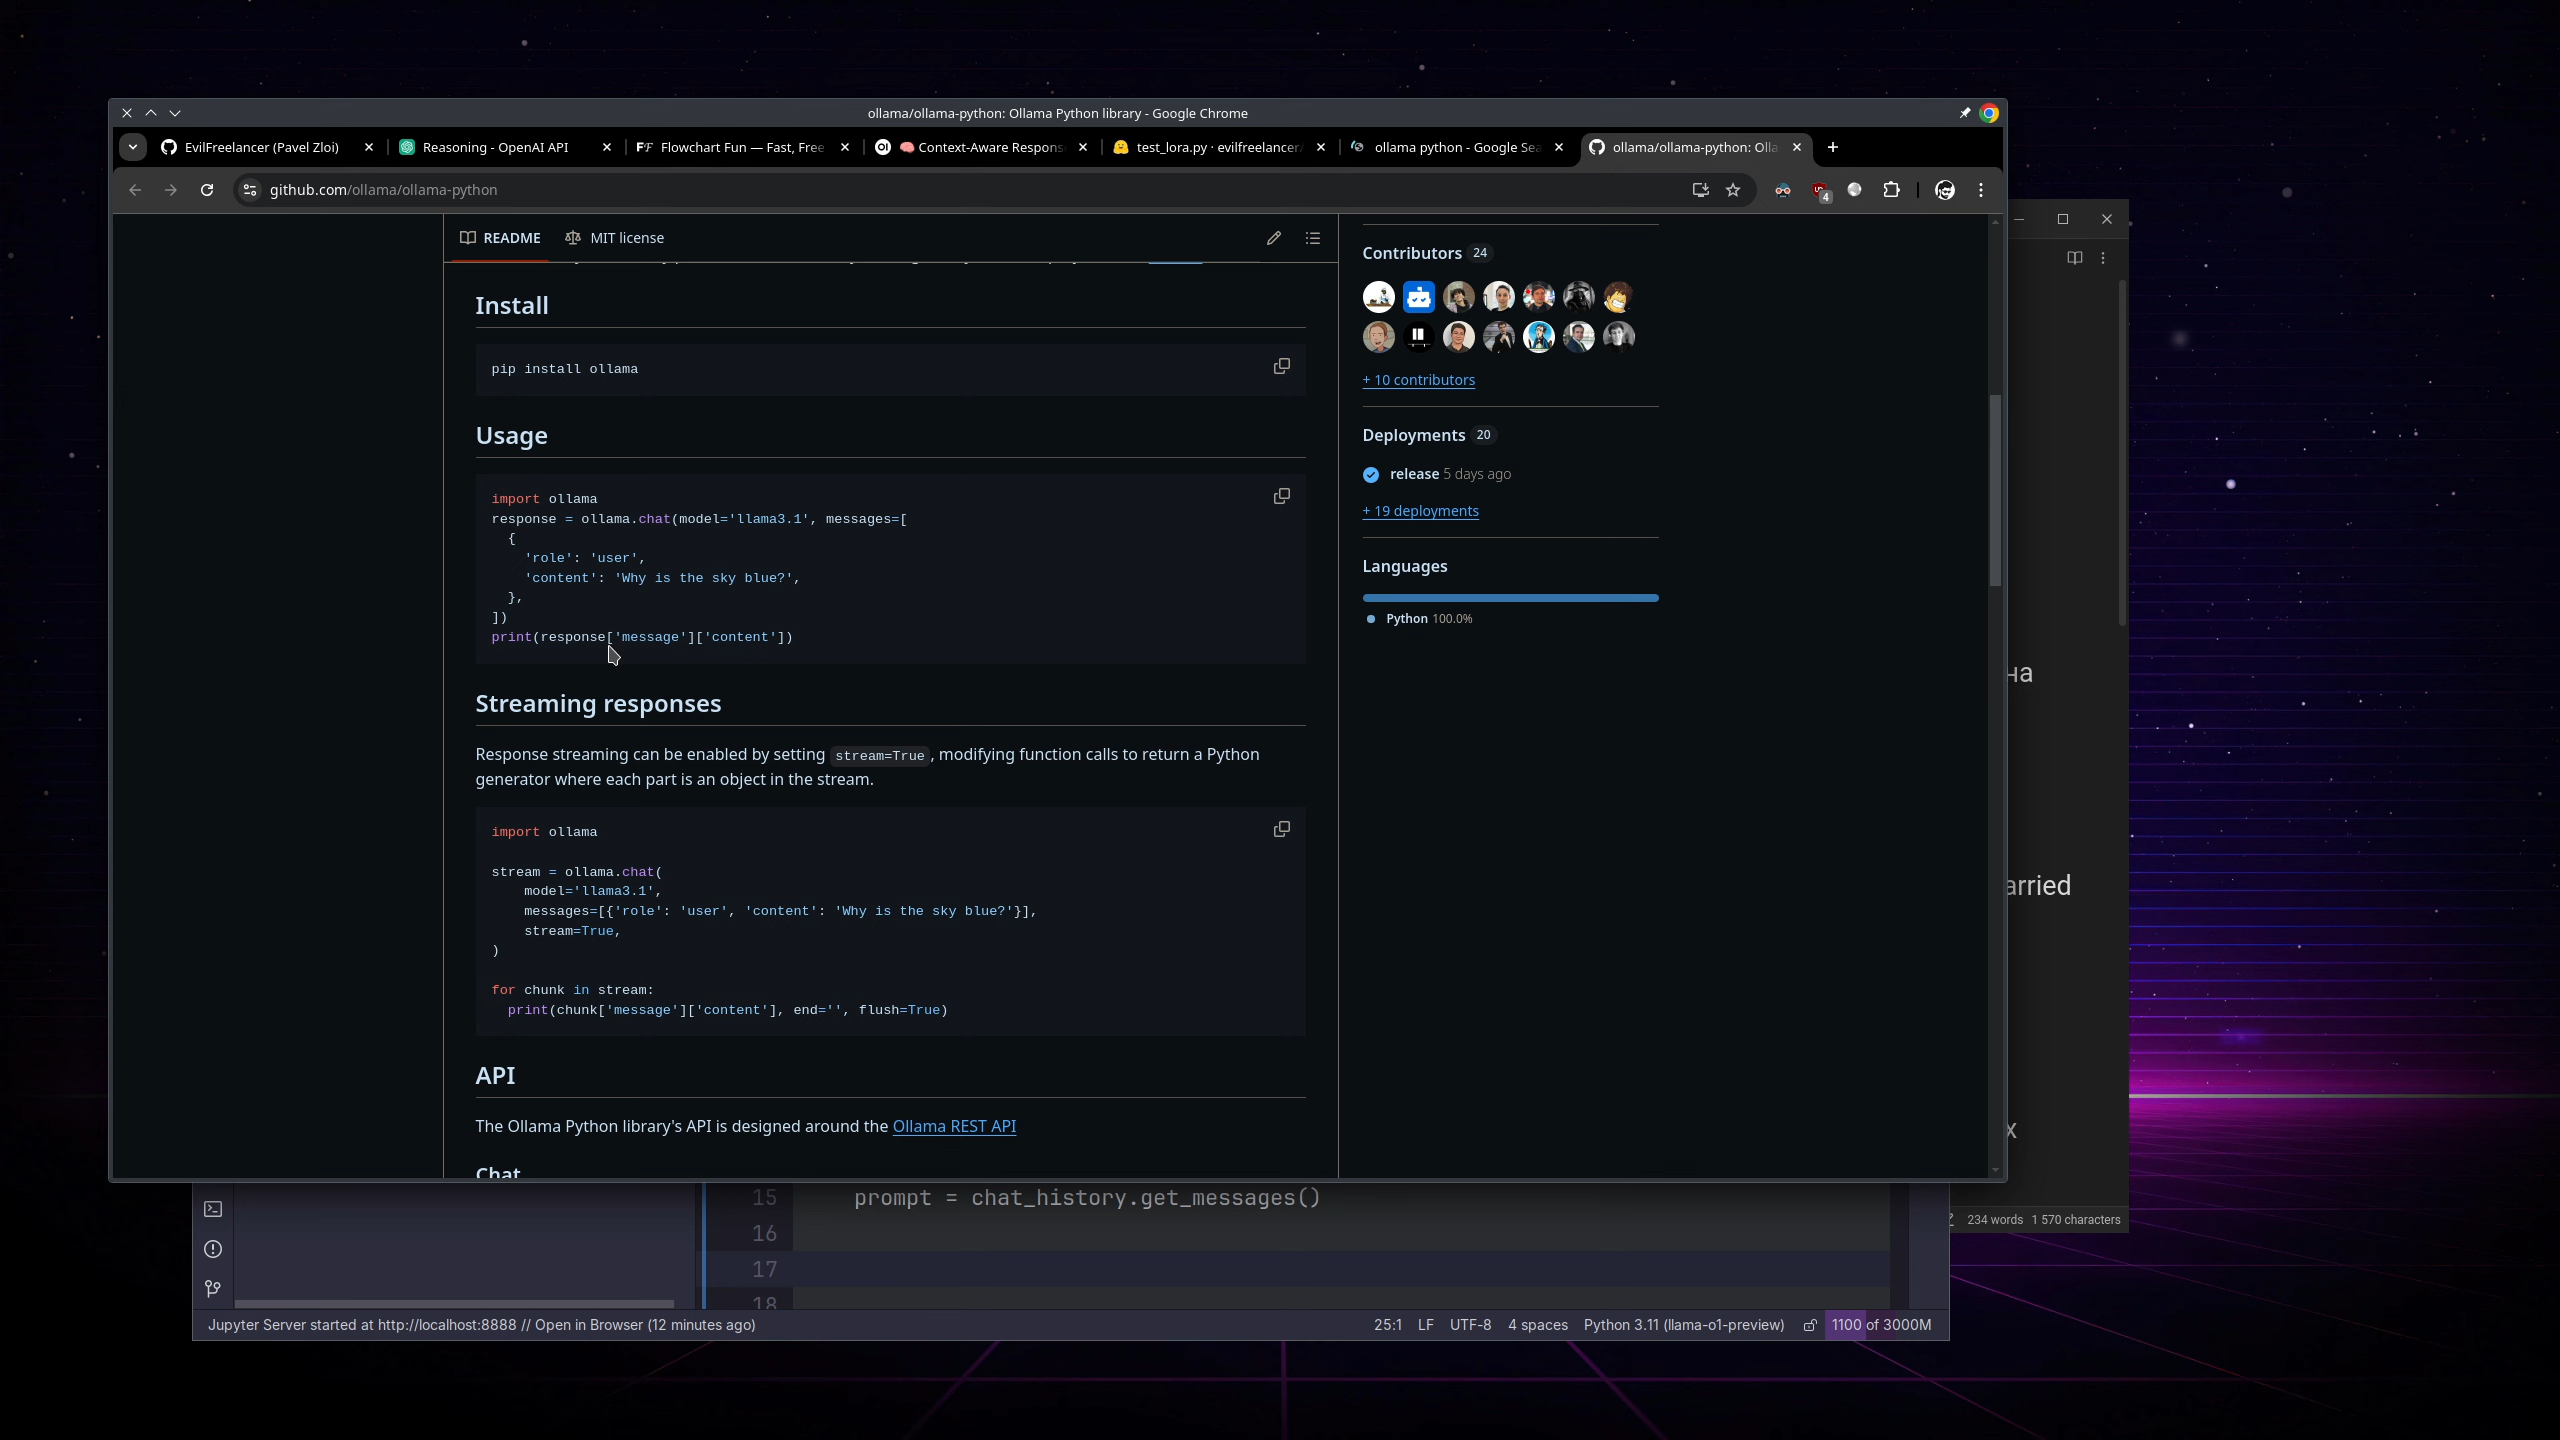 ollama/ollama-python: Ollama Python library - Google Chrome
EvilFreelancer (Pavel Zloi)
Reasoning - OpenAI API
Flowchart Fun — Fast, Free
Context-Aware Respons
test_lora.py · evilfreelancer/
ollama python - Google Sea
ollama/ollama-python: Olla
github.com/ollama/ollama-python
4
README
MIT license
Install
pip install ollama
Usage
import ollama
response = ollama.chat(model='llama3.1', messages=[
{
'role': 'user',
'content': 'Why is the sky blue?',
},
])
print(response['message']['content'])
Streaming responses
Response streaming can be enabled by setting stream=True, modifying function calls to return a Python
generator where each part is an object in the stream.
import ollama
stream = ollama.chat(
model='llama3.1',
messages=[{'role': 'user', 'content': 'Why is the sky blue?'}],
stream=True,
)
for chunk in stream:
print(chunk['message']['content'], end='', flush=True)
API
The Ollama Python library's API is designed around the Ollama REST API
Chat
Contributors 24
+ 10 contributors
Deployments 20
release 5 days ago
+ 19 deployments
Languages
Python 100.0%
на
arried
x
234 words 1 570 characters
15 prompt = chat_history.get_messages()
16
17
18
Jupyter Server started at http://localhost:8888 // Open in Browser (12 minutes ago)
25:1 LF UTF-8 4 spaces Python 3.11 (llama-o1-preview) 1100 of 3000M